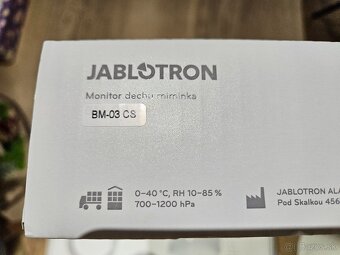 JABLOTRON
Monitor dechu miminka
BM-03 CS
0–40 °C, RH 10–85 %
700–1200 hPa
JABLOTRON ALA
Pod Skalkou 456